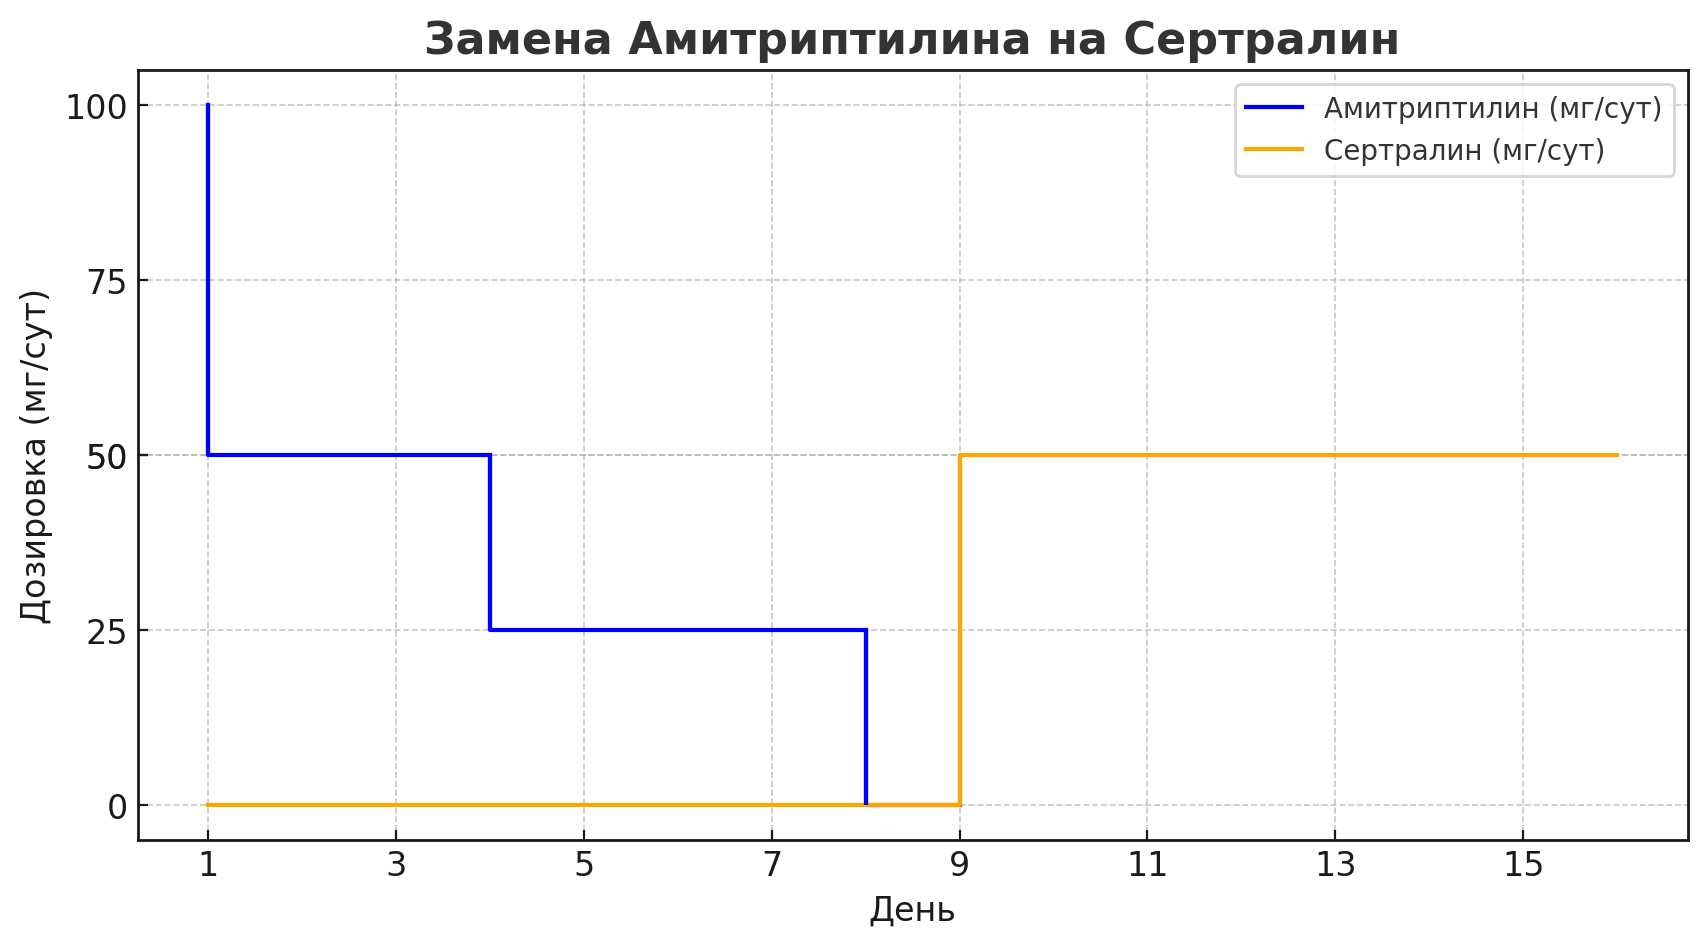 Замена Амитриптилина на Сертралин
Амитриптилин (мг/сут)
Сертралин (мг/сут)
Дозировка (мг/сут)
100
75
50
25
0
1 3 5 7 9 11 13 15
День